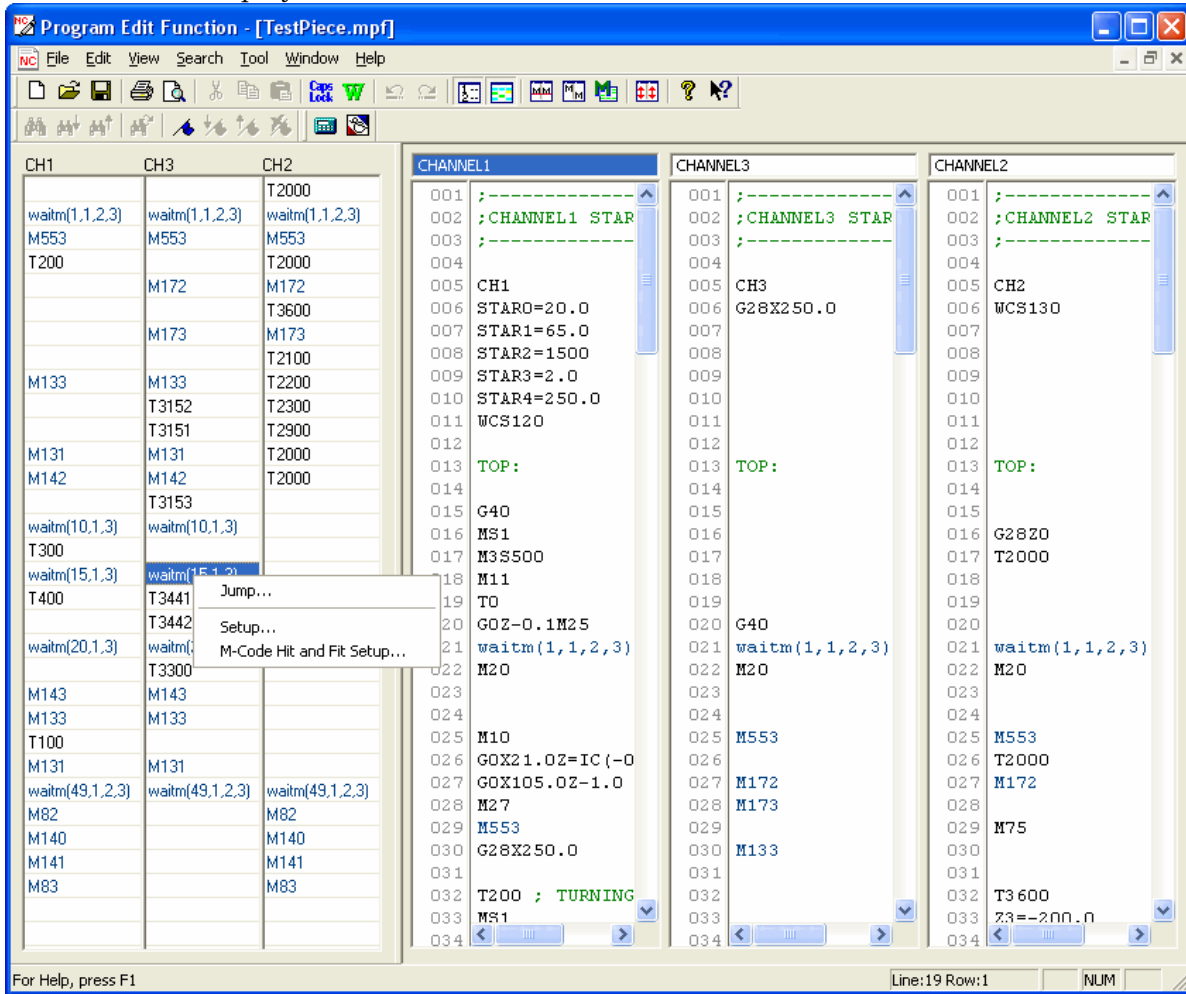 Program Edit Function - [TestPiece.mpf]
File Edit View Search Tool Window Help
CH1 CH3 CH2
T2000
waitm(1,1,2,3) waitm(1,1,2,3) waitm(1,1,2,3)
M553 M553 M553
T200 T2000
M172 M172
T3600
M173 M173
T2100
M133 M133 T2200
T3152 T2300
T3151 T2900
M131 M131 T2000
M142 M142 T2000
T3153
waitm(10,1,3) waitm(10,1,3)
T300
waitm(15,1,3) waitm(15,1,3)
T400 T3441
T3442
waitm(20,1,3)
T3300
M143 M143
M133 M133
T100
M131 M131
waitm(49,1,2,3) waitm(49,1,2,3) waitm(49,1,2,3)
M82 M82
M140 M140
M141 M141
M83 M83
Jump...
Setup...
M-Code Hit and Fit Setup...
CHANNEL1
001 ;--------------
002 ;CHANNEL1 STAR
003 ;--------------
004
005 CH1
006 STAR0=20.0
007 STAR1=65.0
008 STAR2=1500
009 STAR3=2.0
010 STAR4=250.0
011 WCS120
012
013 TOP:
014
015 G40
016 MS1
017 M3S500
018 M11
19 T0
20 G0Z-0.1M25
21 waitm(1,1,2,3)
022 M20
023
024
025 M10
026 G0X21.0Z=IC(-0
027 G0X105.0Z-1.0
028 M27
029 M553
030 G28X250.0
031
032 T200 ; TURNING
033 MS1
034
CHANNEL3
001 ;--------------
002 ;CHANNEL3 STAR
003 ;--------------
004
005 CH3
006 G28X250.0
007
008
009
010
011
012
013 TOP:
014
015
016
017
018
019
020 G40
021 waitm(1,1,2,3)
022 M20
023
024
025 M553
026
027 M172
028 M173
029
030 M133
031
032
033
034
CHANNEL2
001 ;--------------
002 ;CHANNEL2 STAR
003 ;--------------
004
005 CH2
006 WCS130
007
008
009
010
011
012
013 TOP:
014
015
016 G28Z0
017 T2000
018
019
020
021 waitm(1,1,2,3)
022 M20
023
024
025 M553
026 T2000
027 M172
028
029 M75
030
031
032 T3600
033 Z3=-200.0
034
For Help, press F1
Line:19 Row:1 NUM